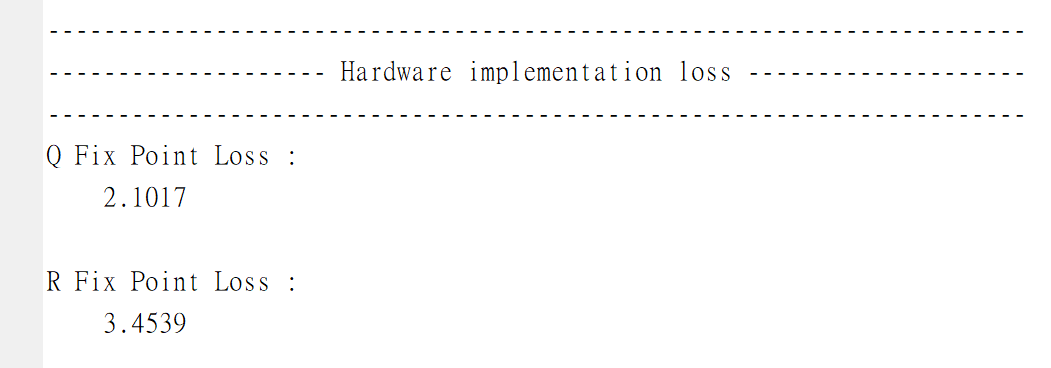 ----------------------------------------------------------------------
-------------------- Hardware implementation loss --------------------
----------------------------------------------------------------------
Q Fix Point Loss :
    2.1017
R Fix Point Loss :
    3.4539